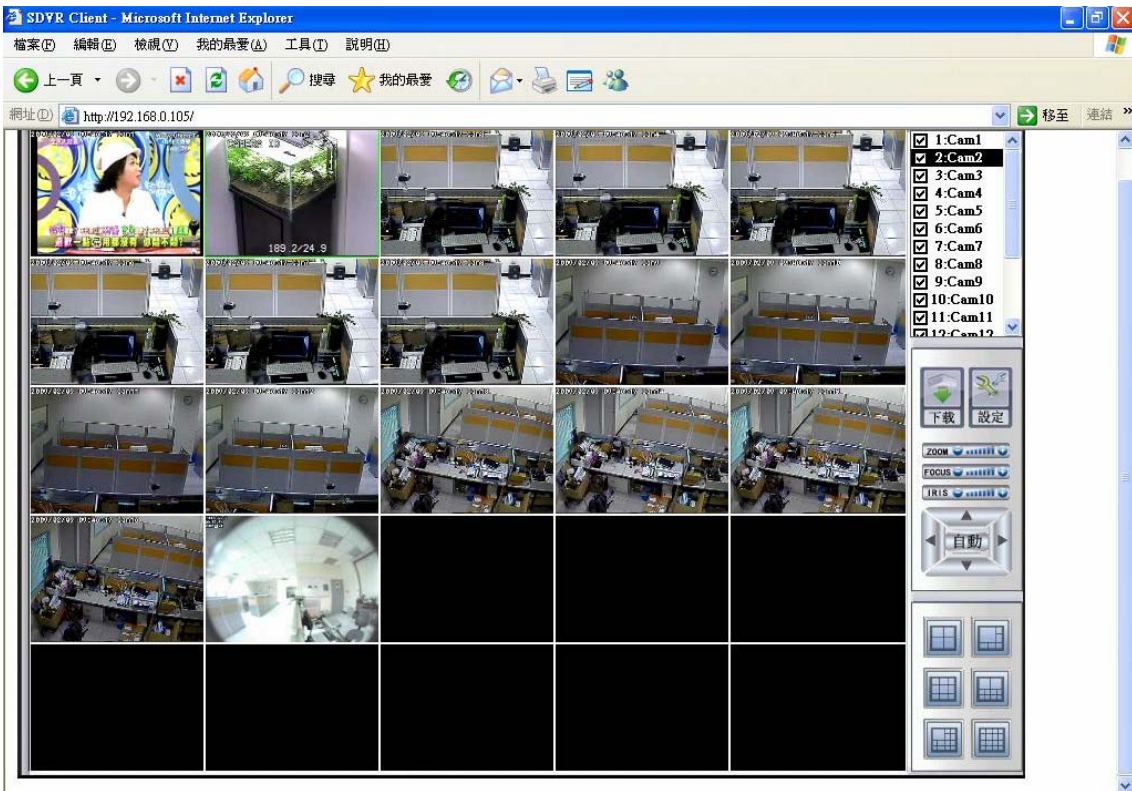 SDVR Client - Microsoft Internet Explorer
檔案(F) 編輯(E) 檢視(V) 我的最愛(A) 工具(T) 說明(H)
上一頁 搜尋 我的最愛
網址(D) http://192.168.0.105/ 移至 連結 »
1:Cam1
2:Cam2
3:Cam3
4:Cam4
5:Cam5
6:Cam6
7:Cam7
8:Cam8
9:Cam9
10:Cam10
11:Cam11
12:Cam12
189.2/24.9
下載 設定
ZOOM
FOCUS
IRIS
自動